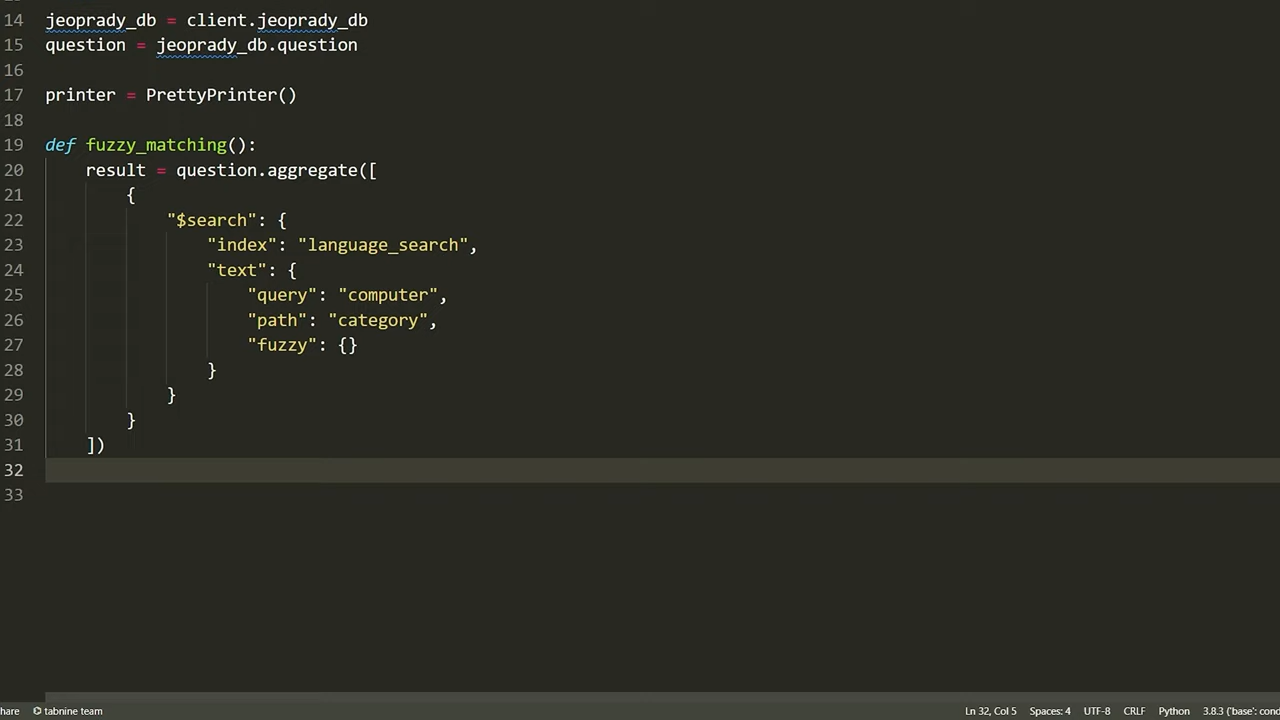 14 jeoprady_db = client.jeoprady_db
15 question = jeoprady_db.question
16
17 printer = PrettyPrinter()
18
19 def fuzzy_matching():
20     result = question.aggregate([
21         {
22             "$search": {
23                 "index": "language_search",
24                 "text": {
25                     "query": "computer",
26                     "path": "category",
27                     "fuzzy": {}
28                 }
29             }
30         }
31     ])
32
33
hare tabnine team Ln 32, Col 5 Spaces: 4 UTF-8 CRLF Python 3.8.3 ('base': cond